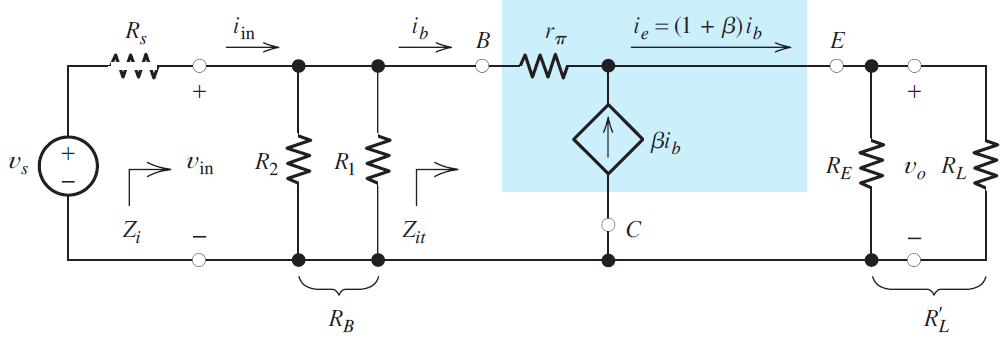 R_s
i_in
i_b
B
r_π
i_e = (1 + β)i_b
E
+
+
v_s
+
−
v_in
R_2
R_1
βi_b
R_E
v_o
R_L
Z_i
−
Z_it
C
−
R_B
R′_L